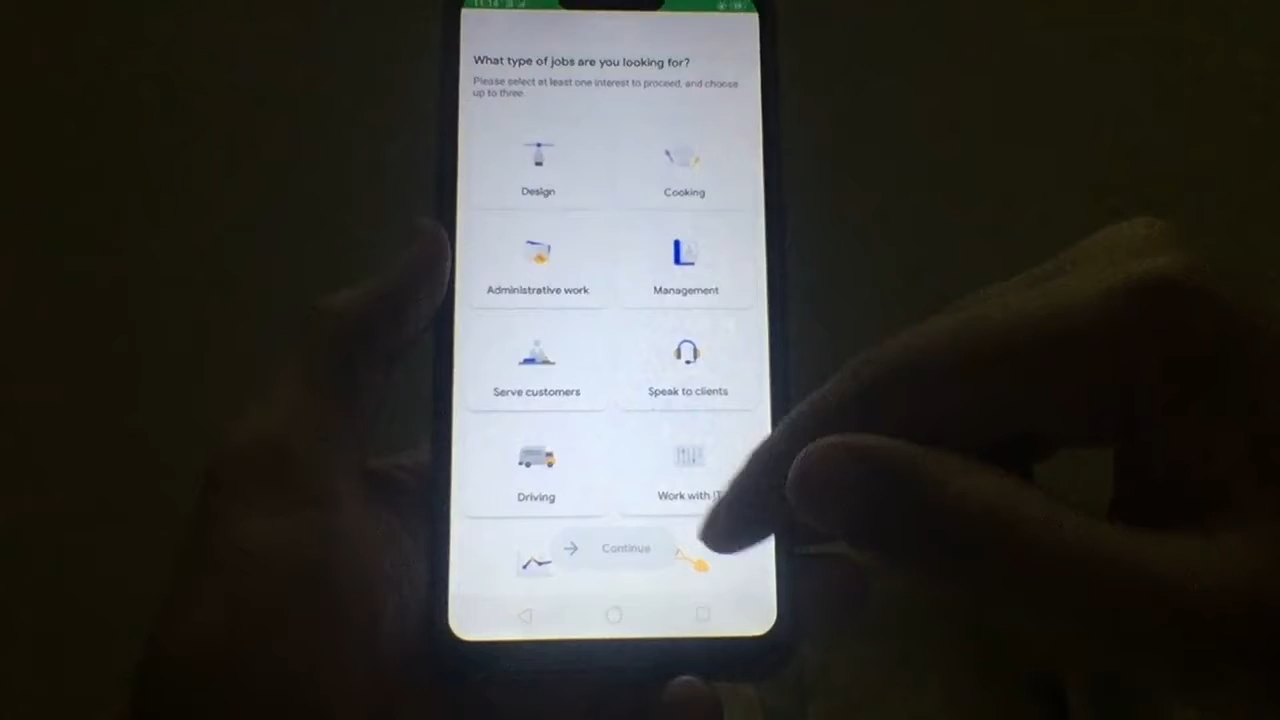 What type of jobs are you looking for?
Please select at least one interest to proceed, and choose
up to three.
Design
Cooking
Administrative work
Management
Serve customers
Speak to clients
Driving
Work with IT
Continue